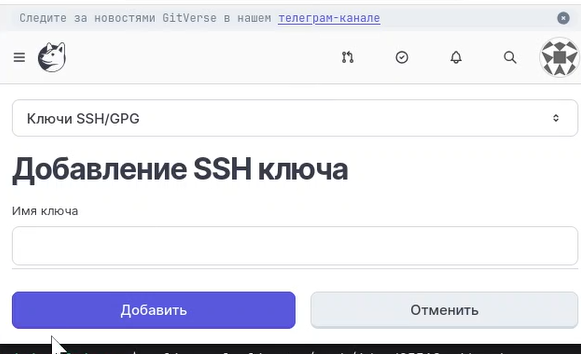 Следите за новостями GitVerse в нашем телеграм-канале
Ключи SSH/GPG
Добавление SSH ключа
Имя ключа
Добавить
Отменить